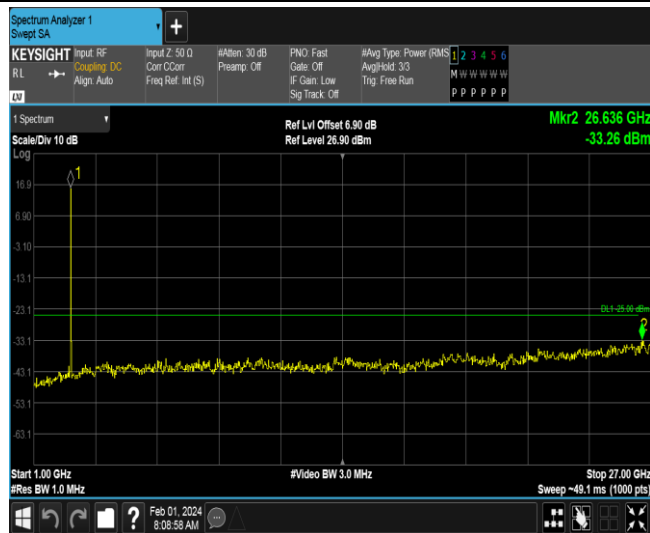 Spectrum Analyzer 1
Swept SA
+
KEYSIGHT
RL
Input: RF
Coupling: DC
Align: Auto
Input Z: 50 Ω
Corr CCorr
Freq Ref: Int (S)
#Atten: 30 dB
Preamp: Off
PNO: Fast
Gate: Off
IF Gain: Low
Sig Track: Off
#Avg Type: Power (RMS
Avg|Hold: 3/3
Trig: Free Run
1 2 3 4 5 6
M W W W W W
P P P P P P
1 Spectrum
Scale/Div 10 dB
Ref Lvl Offset 6.90 dB
Ref Level 26.90 dBm
Mkr2 26.636 GHz
-33.26 dBm
Log
1
16.9
6.90
-3.10
-13.1
-23.1
DL1 -25.00 dBm
2
-33.1
-43.1
-53.1
-63.1
Start 1.00 GHz
#Res BW 1.0 MHz
#Video BW 3.0 MHz
Stop 27.00 GHz
Sweep ~49.1 ms (1000 pts)
?
Feb 01, 2024
8:08:58 AM